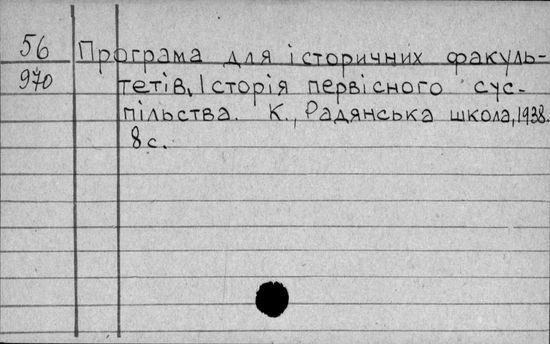 56
970
Програма для історичних факуль-
тетів. Історія первісного сус-
пільства. К., Радянська школа, 1938.
8 с.